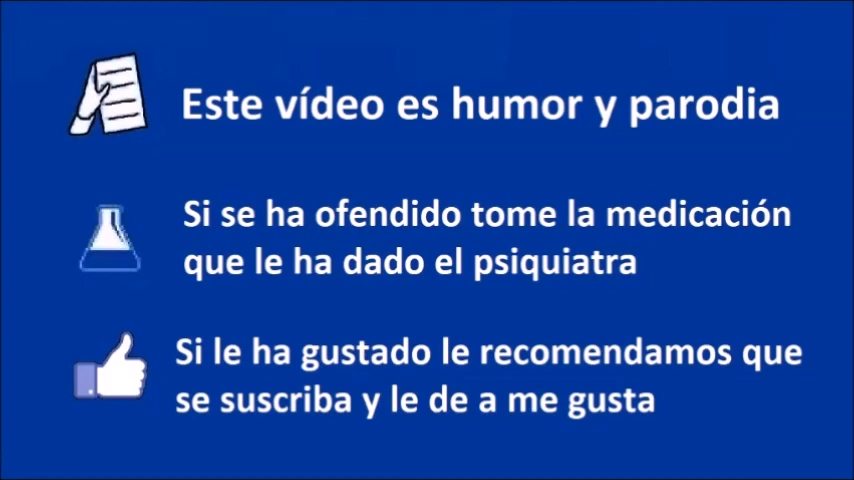 Este vídeo es humor y parodia
Si se ha ofendido tome la medicación
que le ha dado el psiquiatra
Si le ha gustado le recomendamos que
se suscriba y le de a me gusta